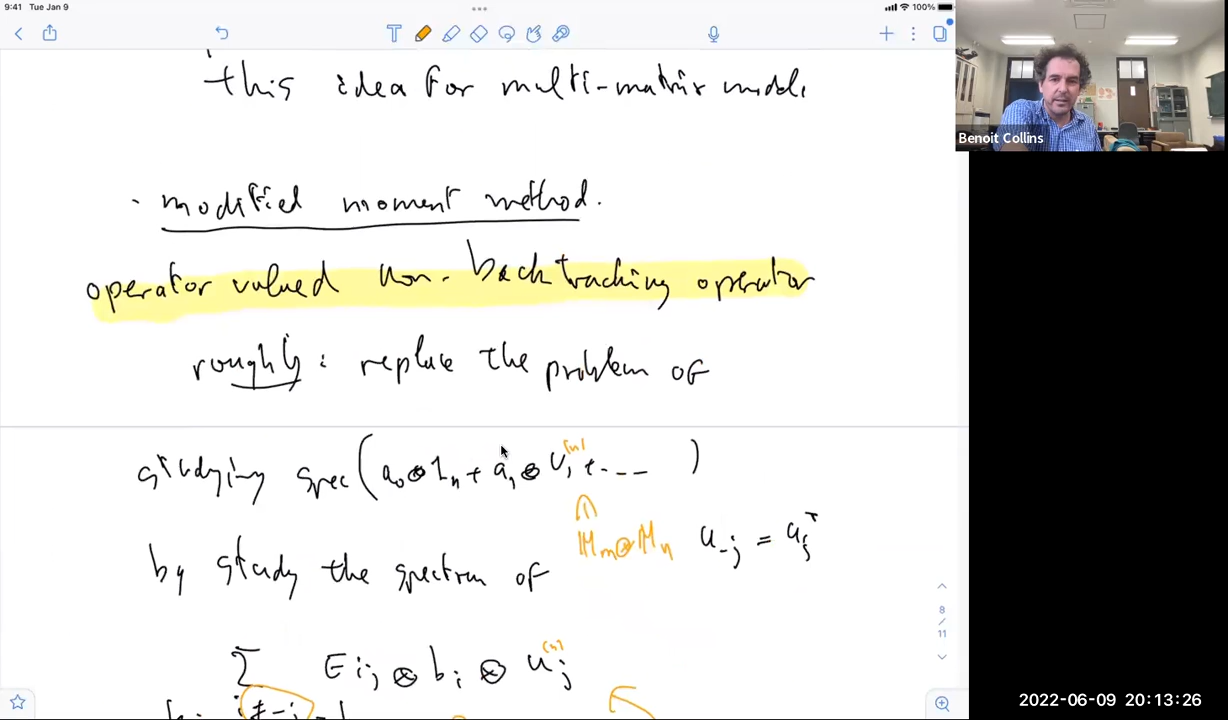 9:41 Tue Jan 9
100%
this idea for multi-matrix models
Benoit Collins
. modified moment method.
operator valued non-backtracking operator
roughly : replace the problem of
studying spec(a₀⊗1ₙ + a₁⊗U₁⁽ⁿ⁾+.... )
∈ 𝕄ₘ⊗𝕄ₙ u₋ⱼ = uⱼ*
by study the spectrum of
8
/
11
Σ Eᵢⱼ ⊗ bᵢ ⊗ uⱼ⁽ⁿ⁾
i≠-j
2022-06-09 20:13:26